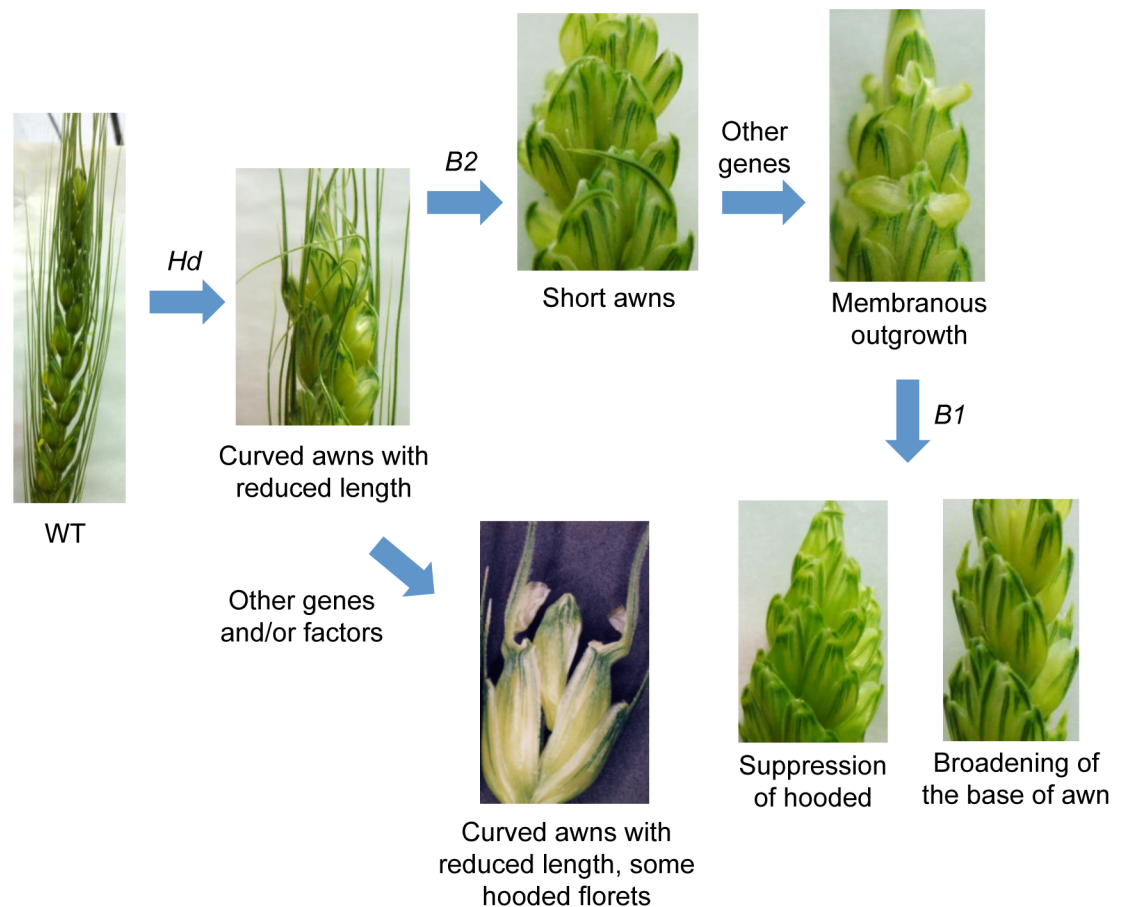 WT
Hd
Curved awns with
reduced length
B2
Short awns
Other
genes
Membranous
outgrowth
B1
Suppression
of hooded
Broadening of
the base of awn
Other genes
and/or factors
Curved awns with
reduced length, some
hooded florets